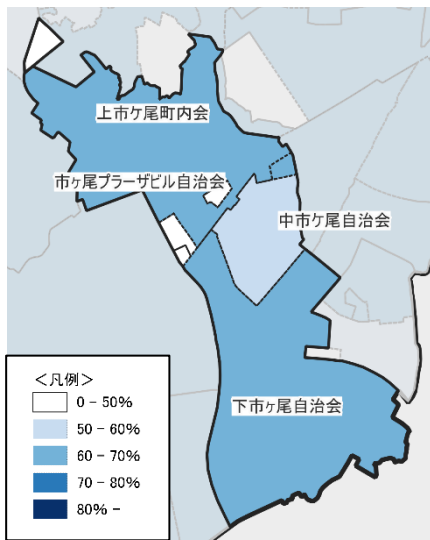 上市ケ尾町内会
市ヶ尾プラーザビル自治会
中市ケ尾自治会
下市ヶ尾自治会
＜凡例＞
0 – 50%
50 – 60%
60 – 70%
70 – 80%
80% -